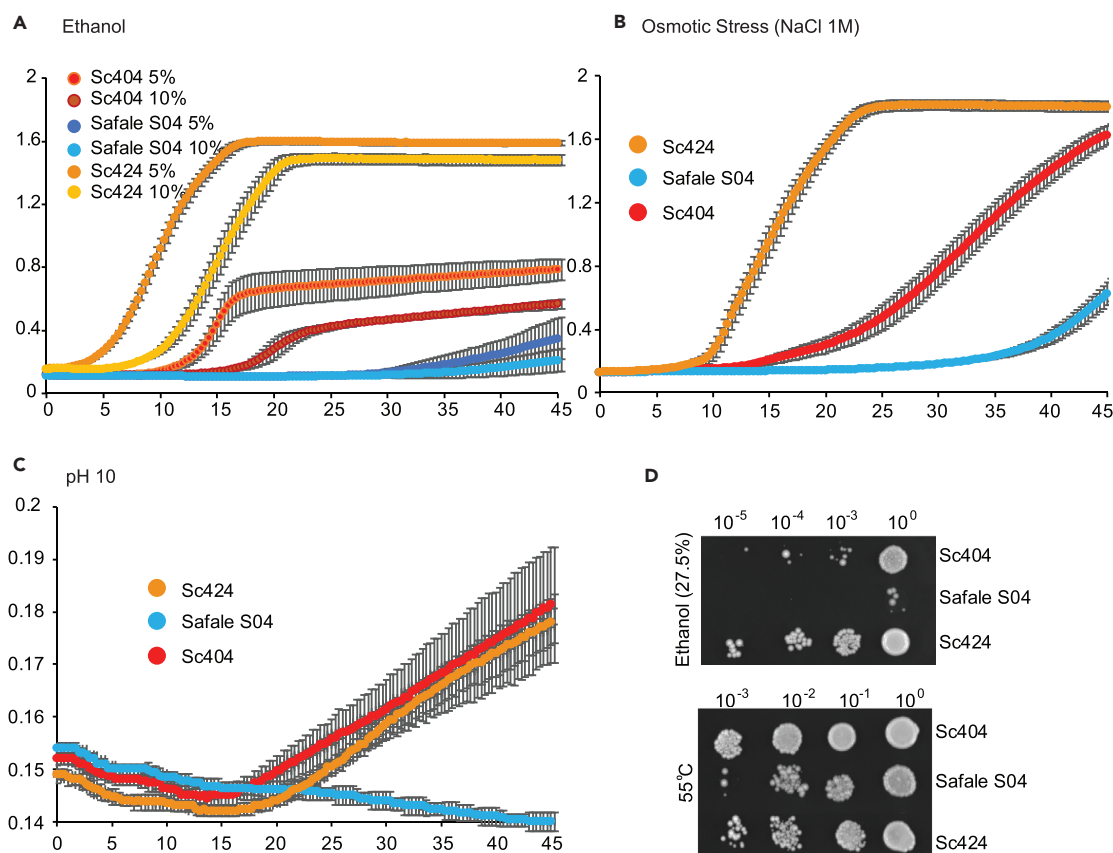 A Ethanol
2
1.6
1.2
0.8
0.4
0
0 5 10 15 20 25 30 35 40 45
Sc404 5%
Sc404 10%
Safale S04 5%
Safale S04 10%
Sc424 5%
Sc424 10%
B Osmotic Stress (NaCl 1M)
2
1.6
1.2
0.8
0.4
0
0 5 10 15 20 25 30 35 40 45
Sc424
Safale S04
Sc404
C pH 10
0.2
0.19
0.18
0.17
0.16
0.15
0.14
0 5 10 15 20 25 30 35 40 45
Sc424
Safale S04
Sc404
D
10-5 10-4 10-3 100
Ethanol (27.5%)
Sc404
Safale S04
Sc424
10-3 10-2 10-1 100
55ºC
Sc404
Safale S04
Sc424